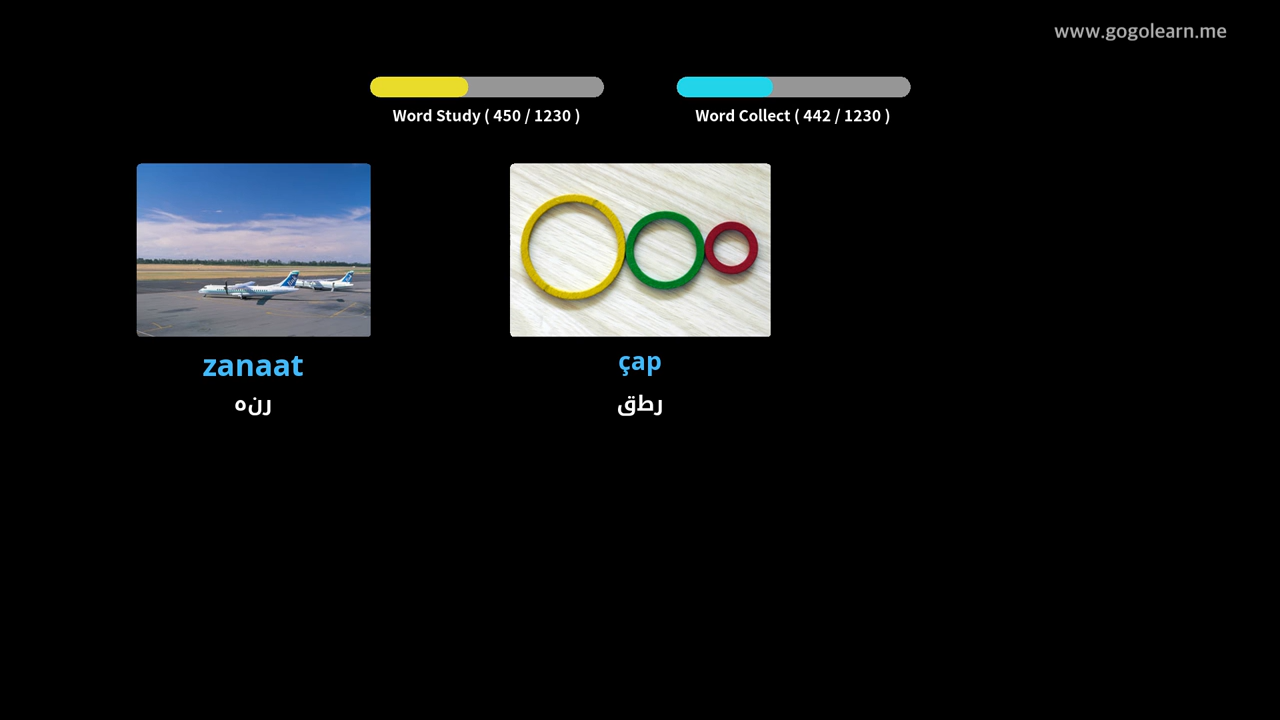 www.gogolearn.me
Word Study ( 450 / 1230 )
Word Collect ( 442 / 1230 )
zanaat
رنه
çap
رطق